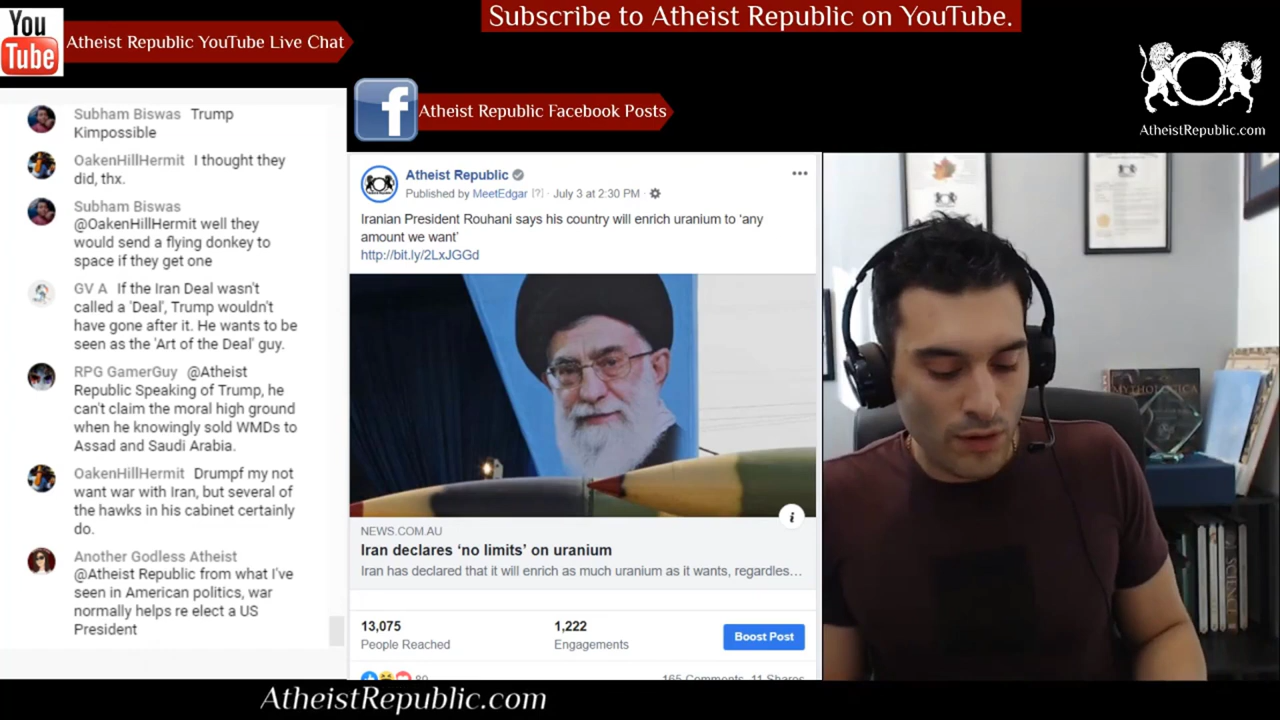 Subscribe to Atheist Republic on YouTube.
You
Tube
Atheist Republic YouTube Live Chat
AtheistRepublic.com
Atheist Republic Facebook Posts
Subham Biswas Trump
Kimpossible
OakenHillHermit I thought they
did, thx.
Subham Biswas
@OakenHillHermit well they
would send a flying donkey to
space if they get one
GV A If the Iran Deal wasn't
called a 'Deal', Trump wouldn't
have gone after it. He wants to be
seen as the 'Art of the Deal' guy.
RPG GamerGuy @Atheist
Republic Speaking of Trump, he
can't claim the moral high ground
when he knowingly sold WMDs to
Assad and Saudi Arabia.
OakenHillHermit Drumpf my not
want war with Iran, but several of
the hawks in his cabinet certainly
do.
Another Godless Atheist
@Atheist Republic from what I've
seen in American politics, war
normally helps re elect a US
President
f
Atheist Republic
Published by MeetEdgar [?] · July 3 at 2:30 PM ·
Iranian President Rouhani says his country will enrich uranium to 'any
amount we want'
http://bit.ly/2LxJGGd
i
NEWS.COM.AU
Iran declares 'no limits' on uranium
Iran has declared that it will enrich as much uranium as it wants, regardles...
13,075
People Reached
1,222
Engagements
Boost Post
89
165 Comments 11 Shares
MYTHOLOGICA
SCIENCE
AtheistRepublic.com